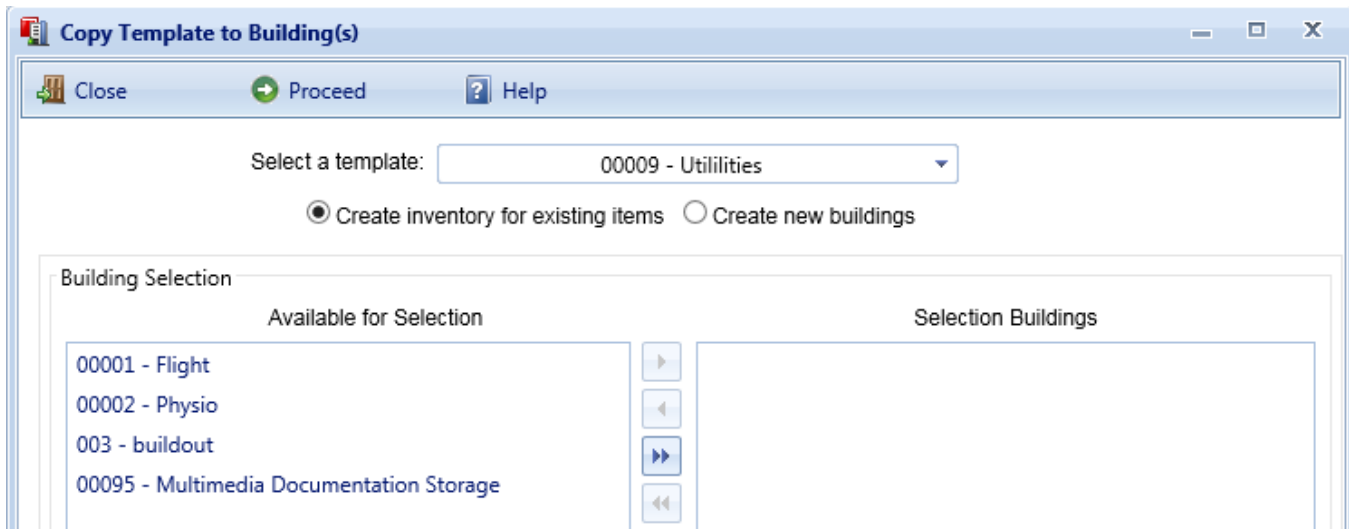 Copy Template to Building(s)
Close Proceed Help
Select a template: 00009 - Utililities
Create inventory for existing items Create new buildings
Building Selection
Available for Selection Selection Buildings
00001 - Flight
00002 - Physio
003 - buildout
00095 - Multimedia Documentation Storage